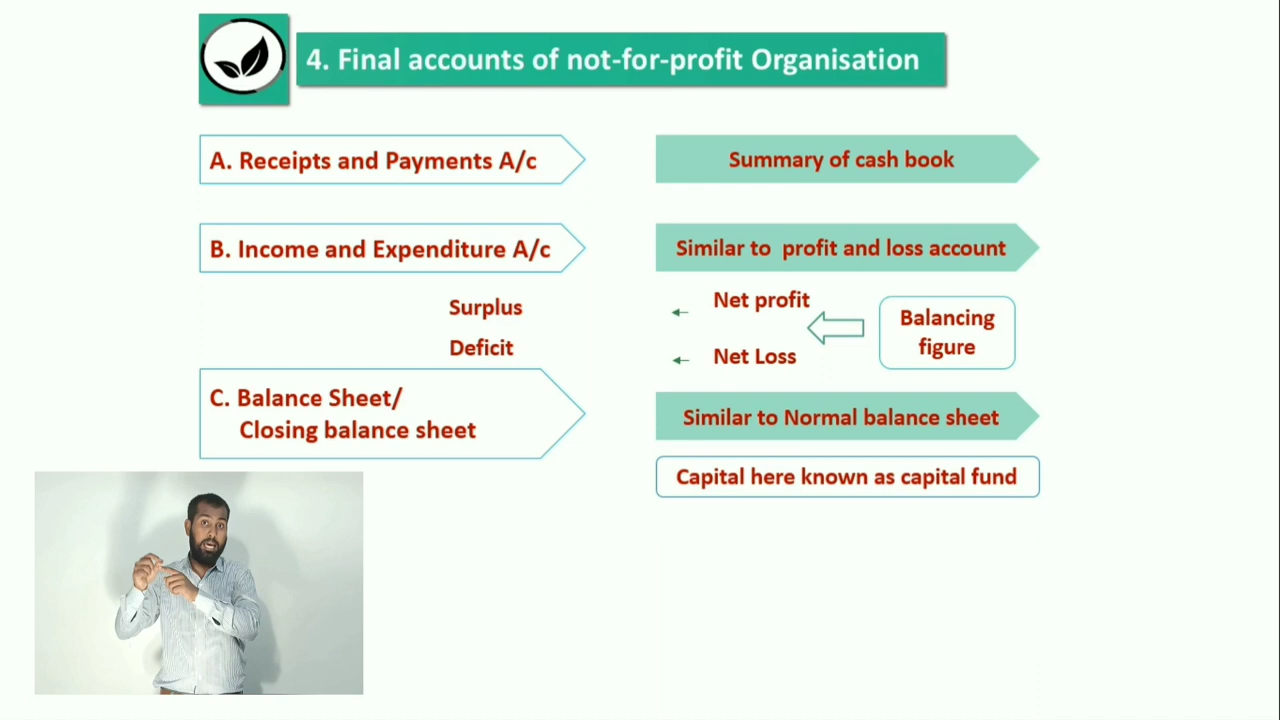 4. Final accounts of not-for-profit Organisation
A. Receipts and Payments A/c
Summary of cash book
B. Income and Expenditure A/c
Similar to profit and loss account
Surplus
Net profit
Deficit
Net Loss
Balancing
figure
C. Balance Sheet/
Closing balance sheet
Similar to Normal balance sheet
Capital here known as capital fund